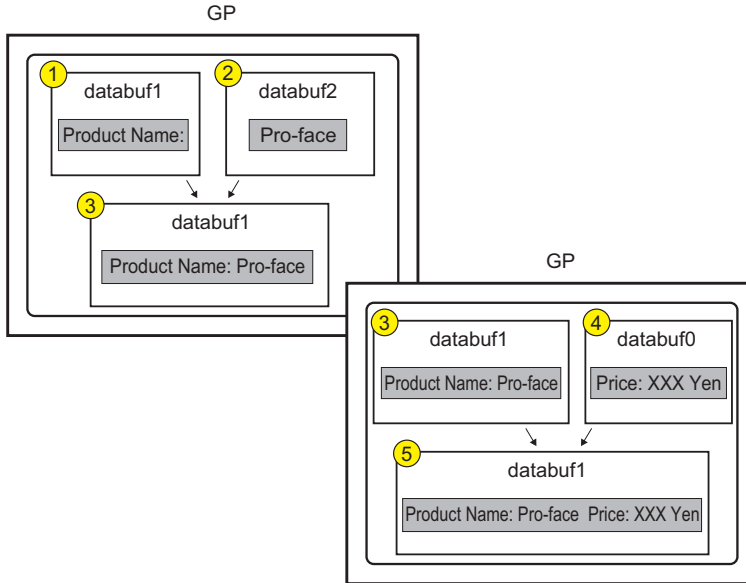 GP
1
databuf1
Product Name:
2
databuf2
Pro-face
3
databuf1
Product Name: Pro-face
GP
3
databuf1
Product Name: Pro-face
4
databuf0
Price: XXX Yen
5
databuf1
Product Name: Pro-face Price: XXX Yen